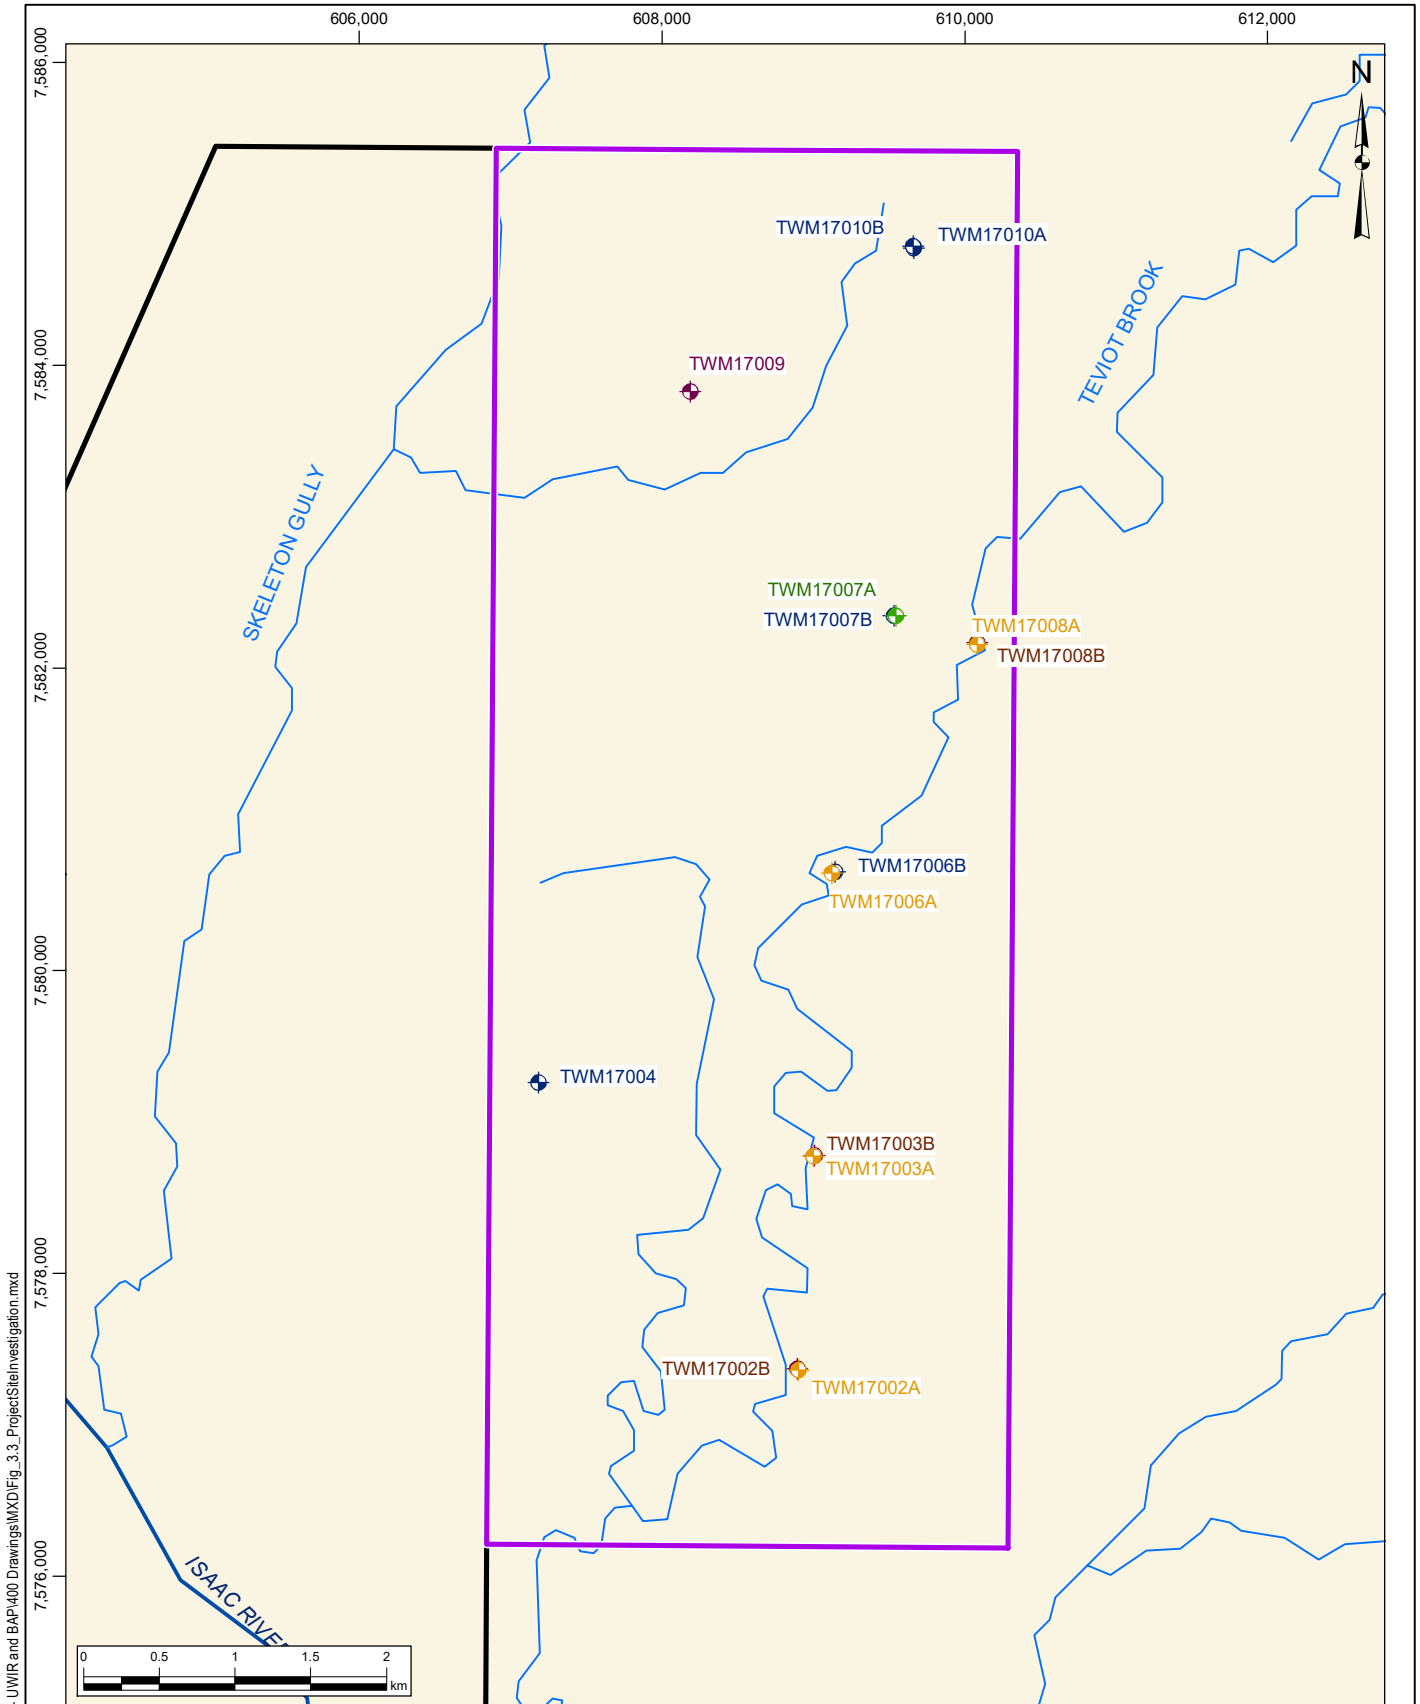 606,000
608,000
610,000
612,000
7,586,000
N
TWM17010B
TWM17010A
TEVIOT BROOK
7,584,000
TWM17009
SKELETON GULLY
TWM17007A
TWM17007B
TWM17008A
TWM17008B
7,582,000
TWM17006B
TWM17006A
7,580,000
TWM17004
TWM17003B
TWM17003A
7,578,000
TWM17002B
TWM17002A
7,576,000
ISAAC RIVER
0 0.5 1 1.5 2
km
- UWIR and BAP\400 Drawings\MXD\Fig_3.3_ProjectSiteInvestigation.mxd